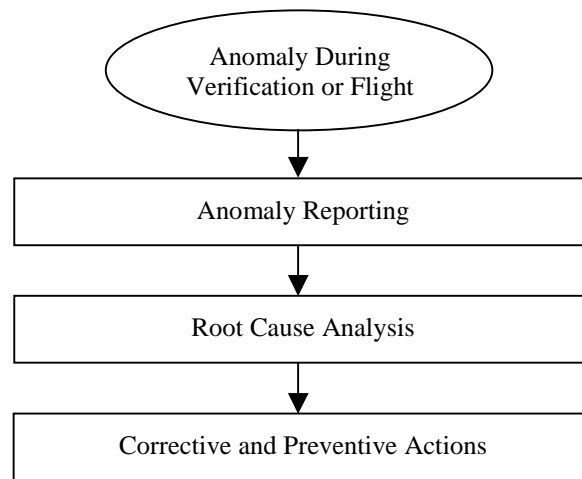 Anomaly During
Verification or Flight
Anomaly Reporting
Root Cause Analysis
Corrective and Preventive Actions